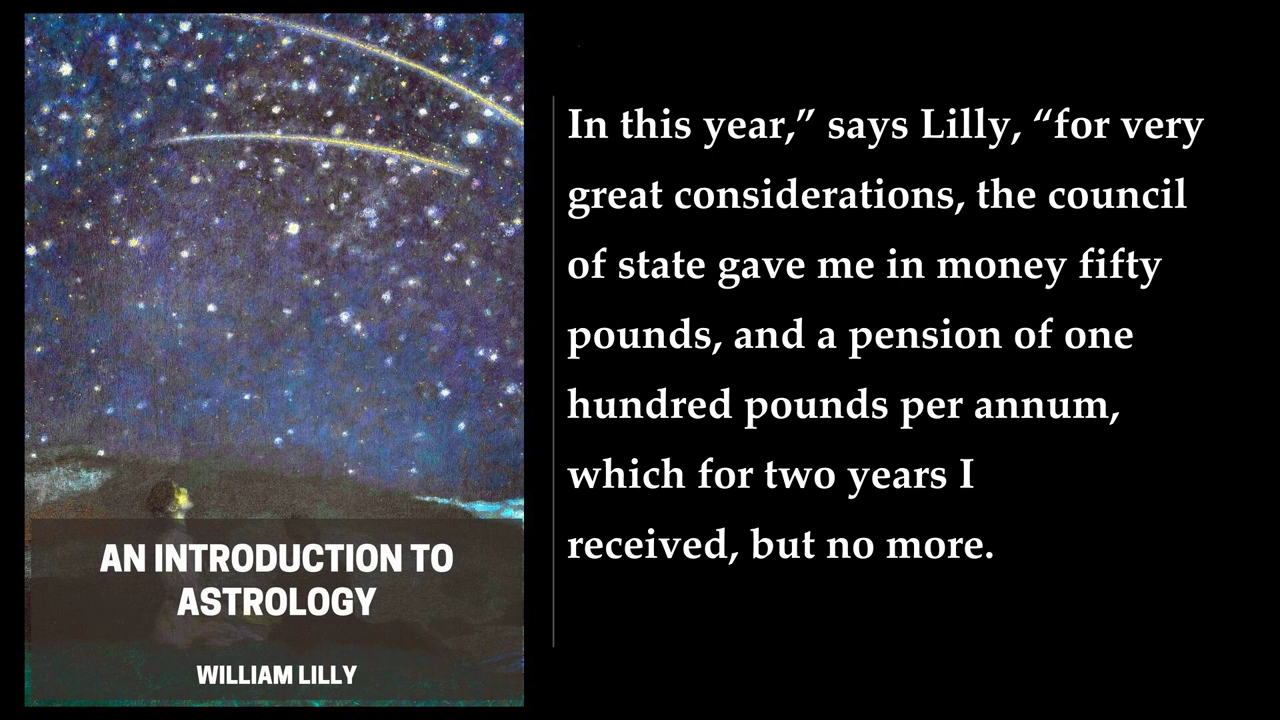 AN INTRODUCTION TO
ASTROLOGY
WILLIAM LILLY
In this year,” says Lilly, “for very
great considerations, the council
of state gave me in money fifty
pounds, and a pension of one
hundred pounds per annum,
which for two years I
received, but no more.